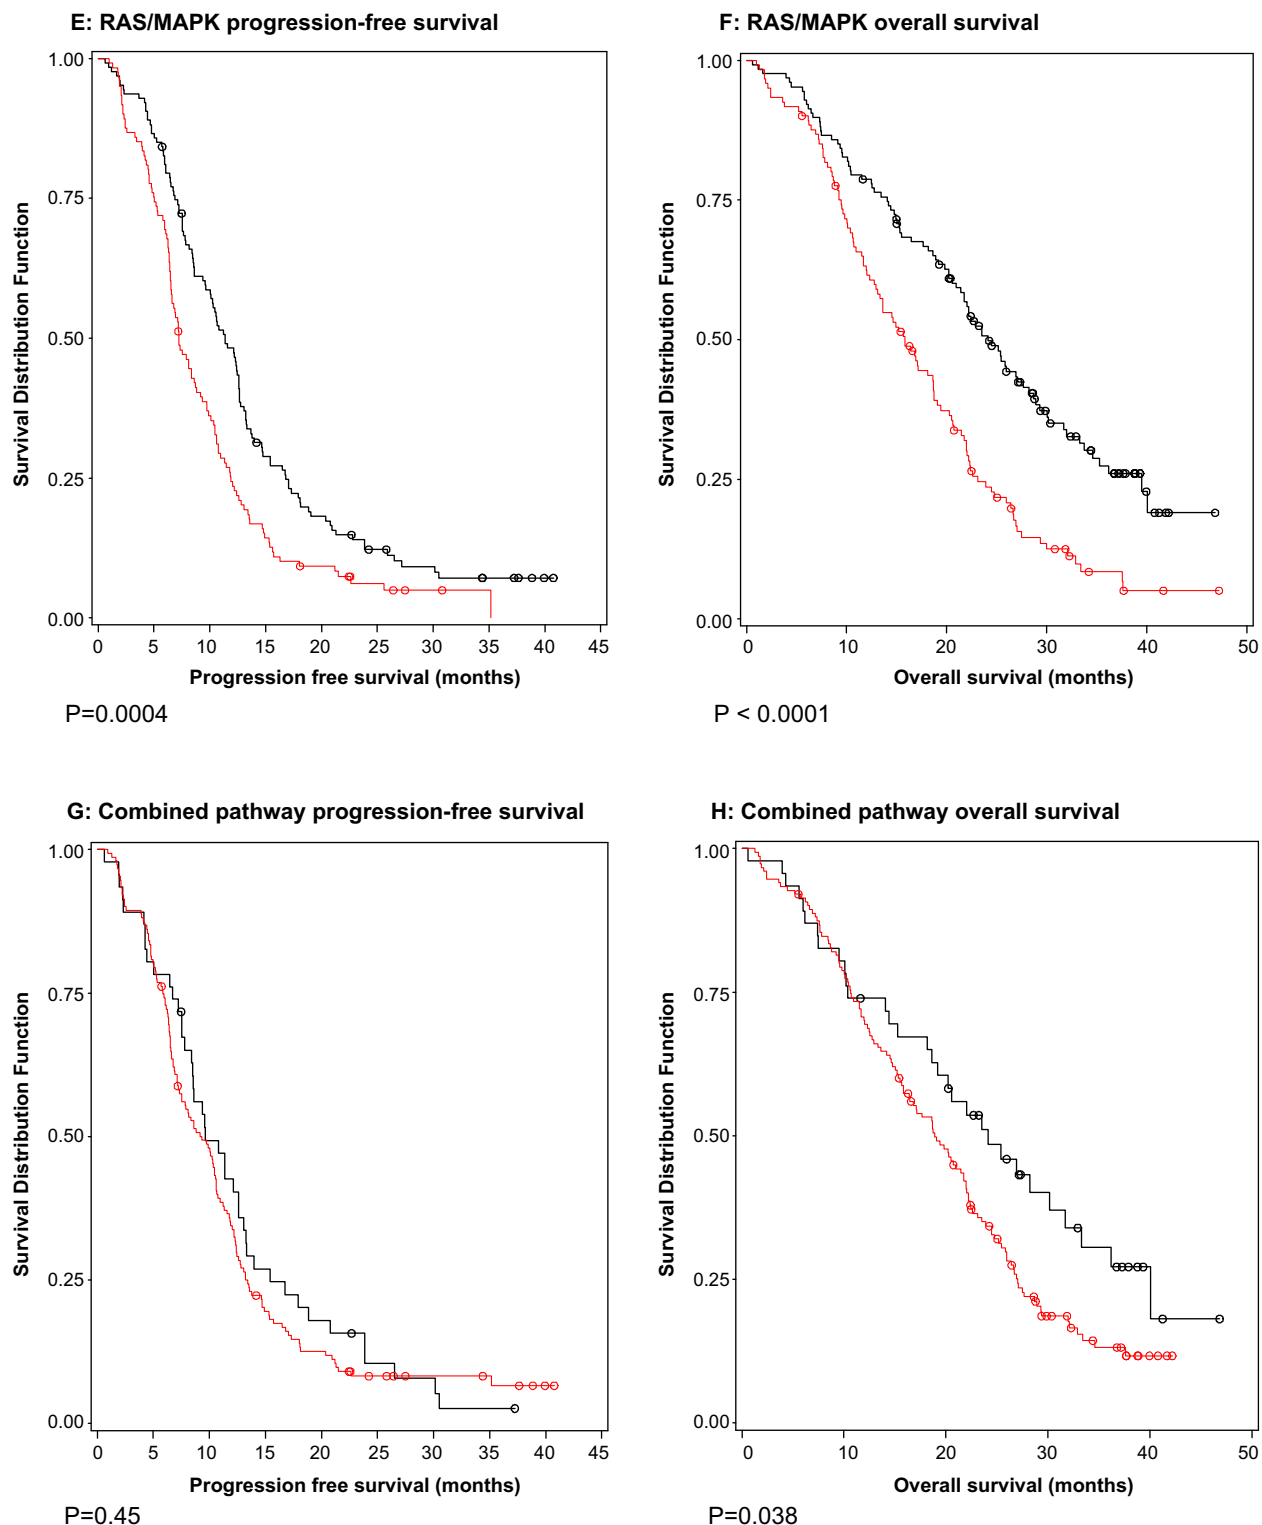 E: RAS/MAPK progression-free survival
1.00
0.75
0.50
0.25
0.00
Survival Distribution Function
0 5 10 15 20 25 30 35 40 45
Progression free survival (months)
P=0.0004
F: RAS/MAPK overall survival
1.00
0.75
0.50
0.25
0.00
Survival Distribution Function
0 10 20 30 40 50
Overall survival (months)
P < 0.0001
G: Combined pathway progression-free survival
1.00
0.75
0.50
0.25
0.00
Survival Distribution Function
0 5 10 15 20 25 30 35 40 45
Progression free survival (months)
P=0.45
H: Combined pathway overall survival
1.00
0.75
0.50
0.25
0.00
Survival Distribution Function
0 10 20 30 40 50
Overall survival (months)
P=0.038